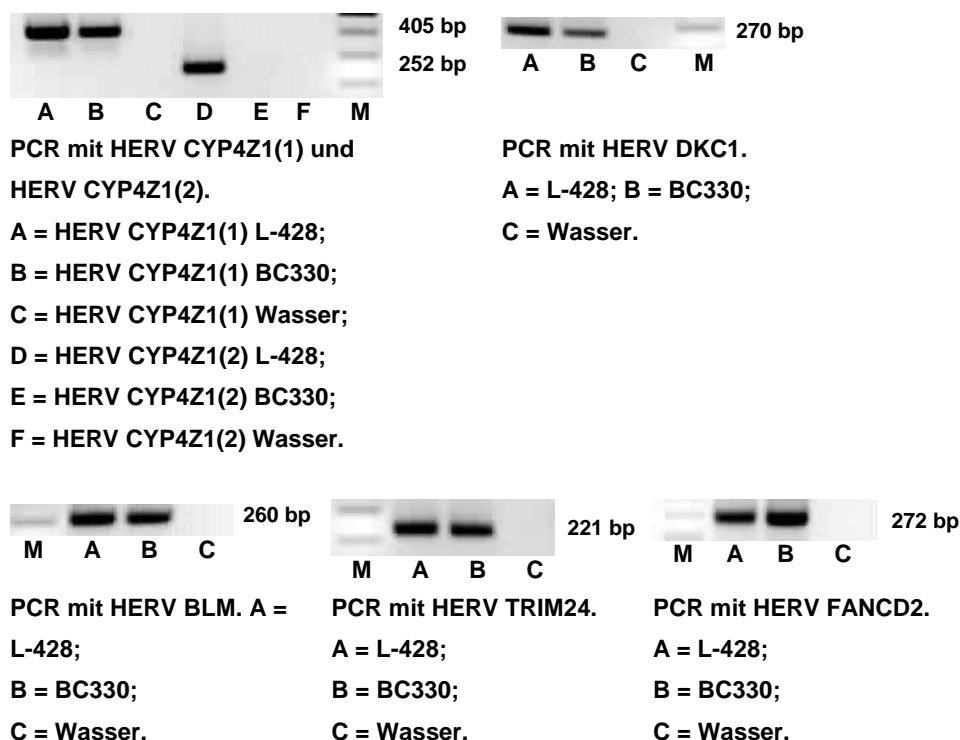 405 bp
252 bp
A B C D E F M
PCR mit HERV CYP4Z1(1) und
HERV CYP4Z1(2).
A = HERV CYP4Z1(1) L-428;
B = HERV CYP4Z1(1) BC330;
C = HERV CYP4Z1(1) Wasser;
D = HERV CYP4Z1(2) L-428;
E = HERV CYP4Z1(2) BC330;
F = HERV CYP4Z1(2) Wasser.
270 bp
A B C M
PCR mit HERV DKC1.
A = L-428; B = BC330;
C = Wasser.
260 bp
M A B C
PCR mit HERV BLM. A =
L-428;
B = BC330;
C = Wasser.
221 bp
M A B C
PCR mit HERV TRIM24.
A = L-428;
B = BC330;
C = Wasser.
272 bp
M A B C
PCR mit HERV FANCD2.
A = L-428;
B = BC330;
C = Wasser.